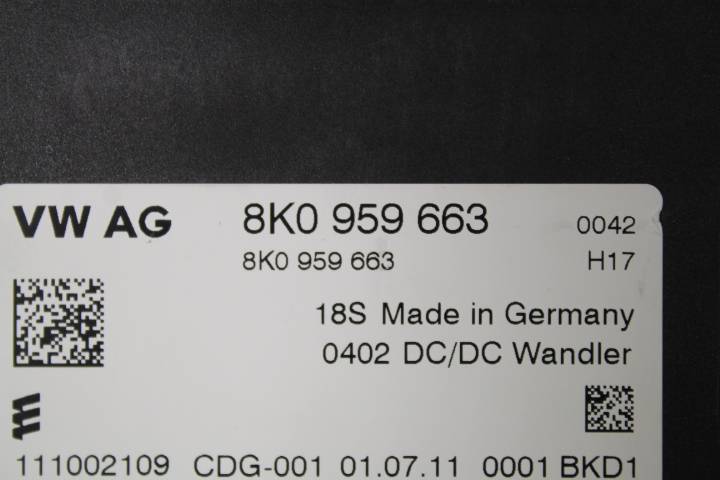 VW AG 8K0 959 663 0042
8K0 959 663 H17
18S Made in Germany
0402 DC/DC Wandler
111002109 CDG-001 01.07.11 0001 BKD1